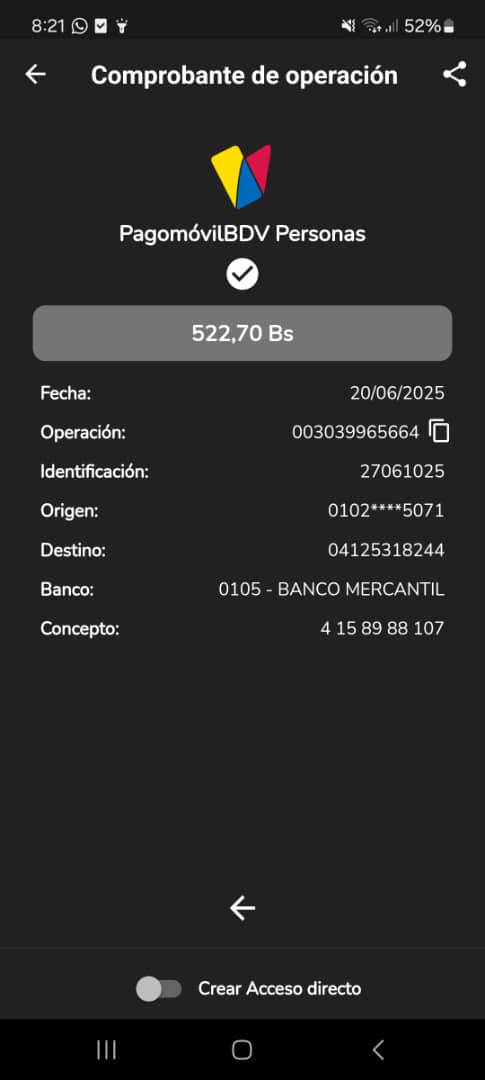 8:21 52%
Comprobante de operación
PagomóvilBDV Personas
522,70 Bs
Fecha: 20/06/2025
Operación: 003039965664
Identificación: 27061025
Origen: 0102****5071
Destino: 04125318244
Banco: 0105 - BANCO MERCANTIL
Concepto: 4 15 89 88 107
Crear Acceso directo